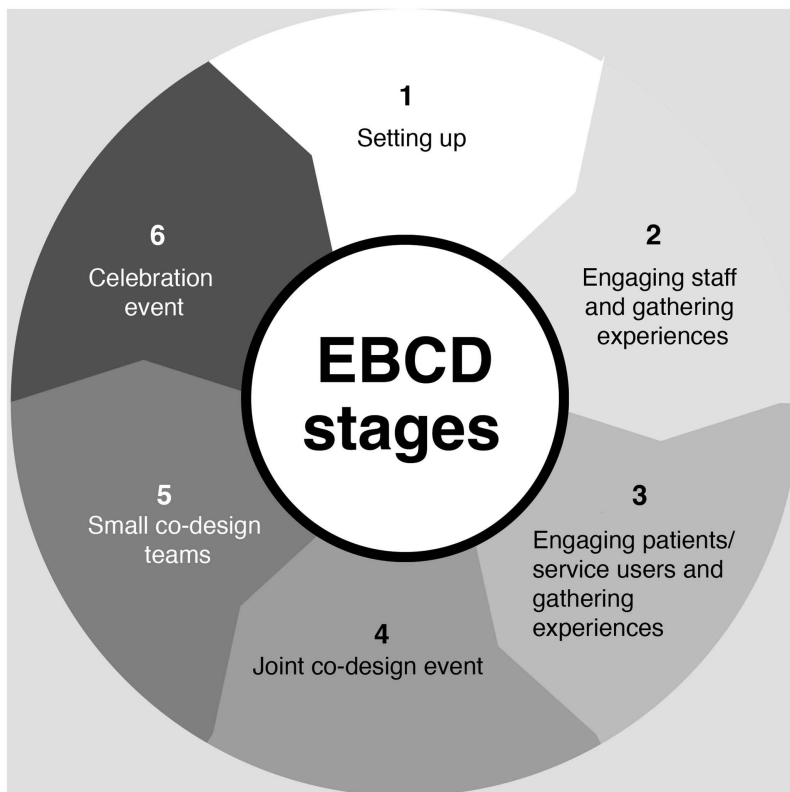 EBCD
stages
1
Setting up
2
Engaging staff
and gathering
experiences
3
Engaging patients/
service users and
gathering
experiences
4
Joint co-design event
5
Small co-design
teams
6
Celebration
event